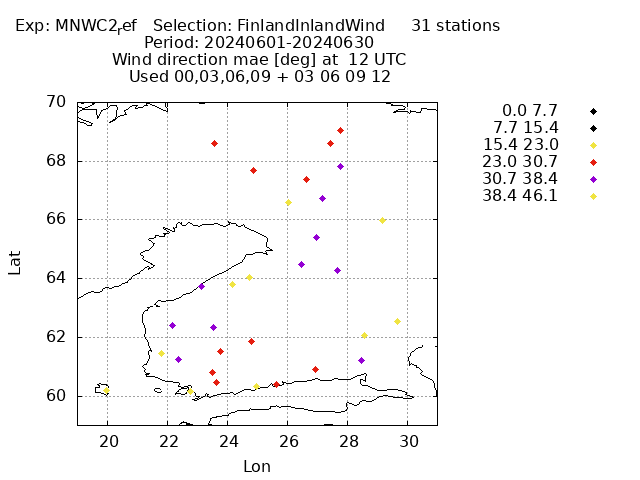 Exp: MNWC2ref   Selection: FinlandInlandWind      31 stations
Period: 20240601-20240630
Wind direction mae [deg] at  12 UTC
Used 00,03,06,09 + 03 06 09 12
0.0 7.7
7.7 15.4
15.4 23.0
23.0 30.7
30.7 38.4
38.4 46.1
70
68
66
64
62
60
Lat
20 22 24 26 28 30
Lon